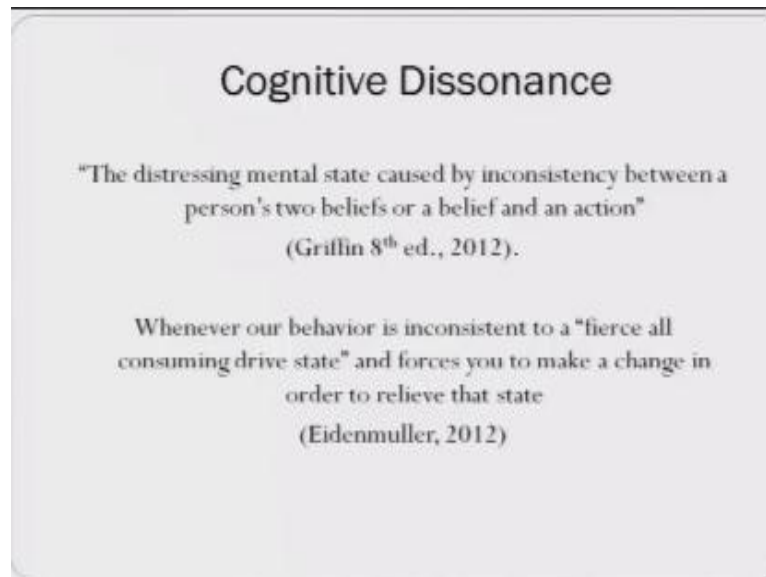 Cognitive Dissonance
"The distressing mental state caused by inconsistency between a
person's two beliefs or a belief and an action"
(Griffin 8th ed., 2012).
Whenever our behavior is inconsistent to a "fierce all
consuming drive state" and forces you to make a change in
order to relieve that state
(Eidenmuller, 2012)